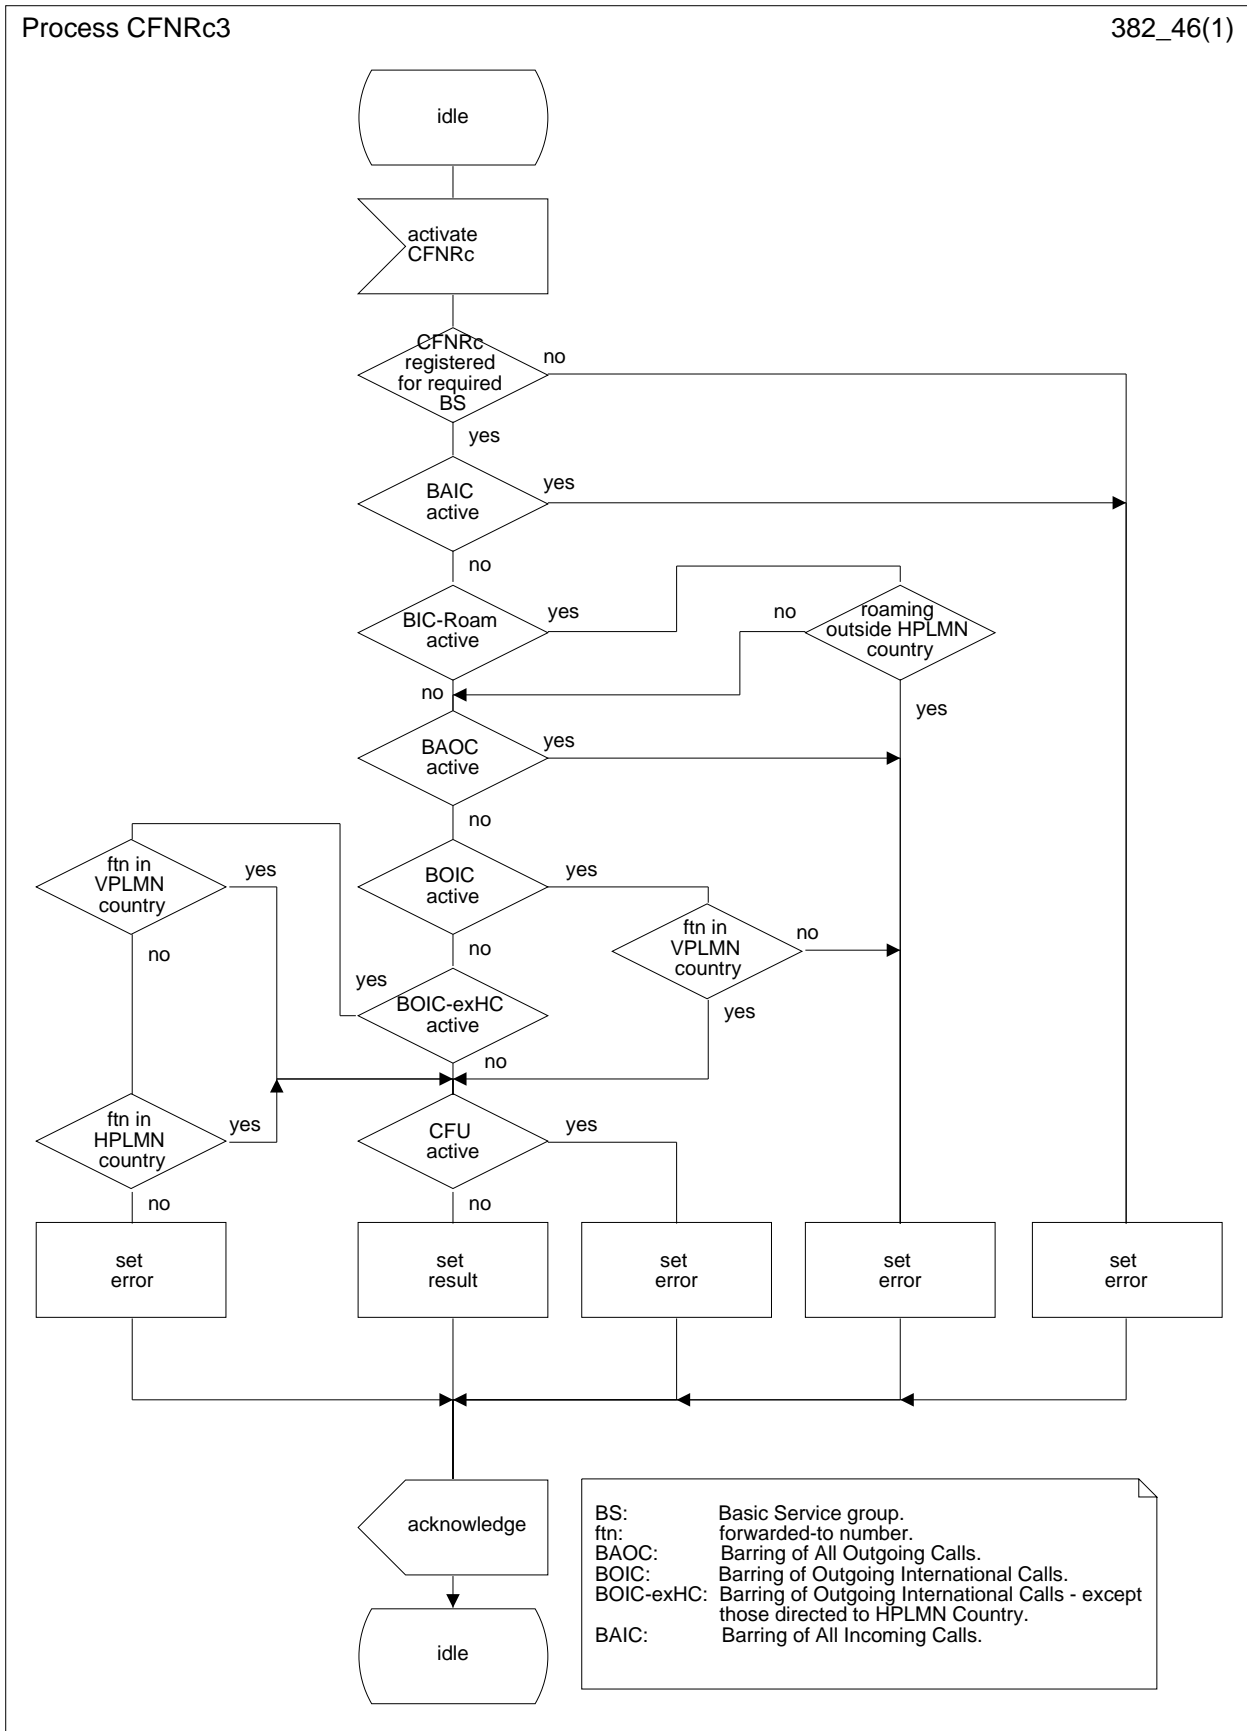 Process CFNRc3
382_46(1)
idle
activate
CFNRc
CFNRc
registered
for required
BS
no
yes
BAIC
active
yes
no
BIC-Roam
active
yes
no
roaming
outside HPLMN
country
no
yes
BAOC
active
yes
no
ftn in
VPLMN
country
yes
no
BOIC
active
yes
no
ftn in
VPLMN
country
no
yes
yes
BOIC-exHC
active
no
ftn in
HPLMN
country
yes
no
CFU
active
yes
no
set
error
set
result
set
error
set
error
set
error
acknowledge
idle
BS: Basic Service group.
ftn: forwarded-to number.
BAOC: Barring of All Outgoing Calls.
BOIC: Barring of Outgoing International Calls.
BOIC-exHC: Barring of Outgoing International Calls - except
those directed to HPLMN Country.
BAIC: Barring of All Incoming Calls.